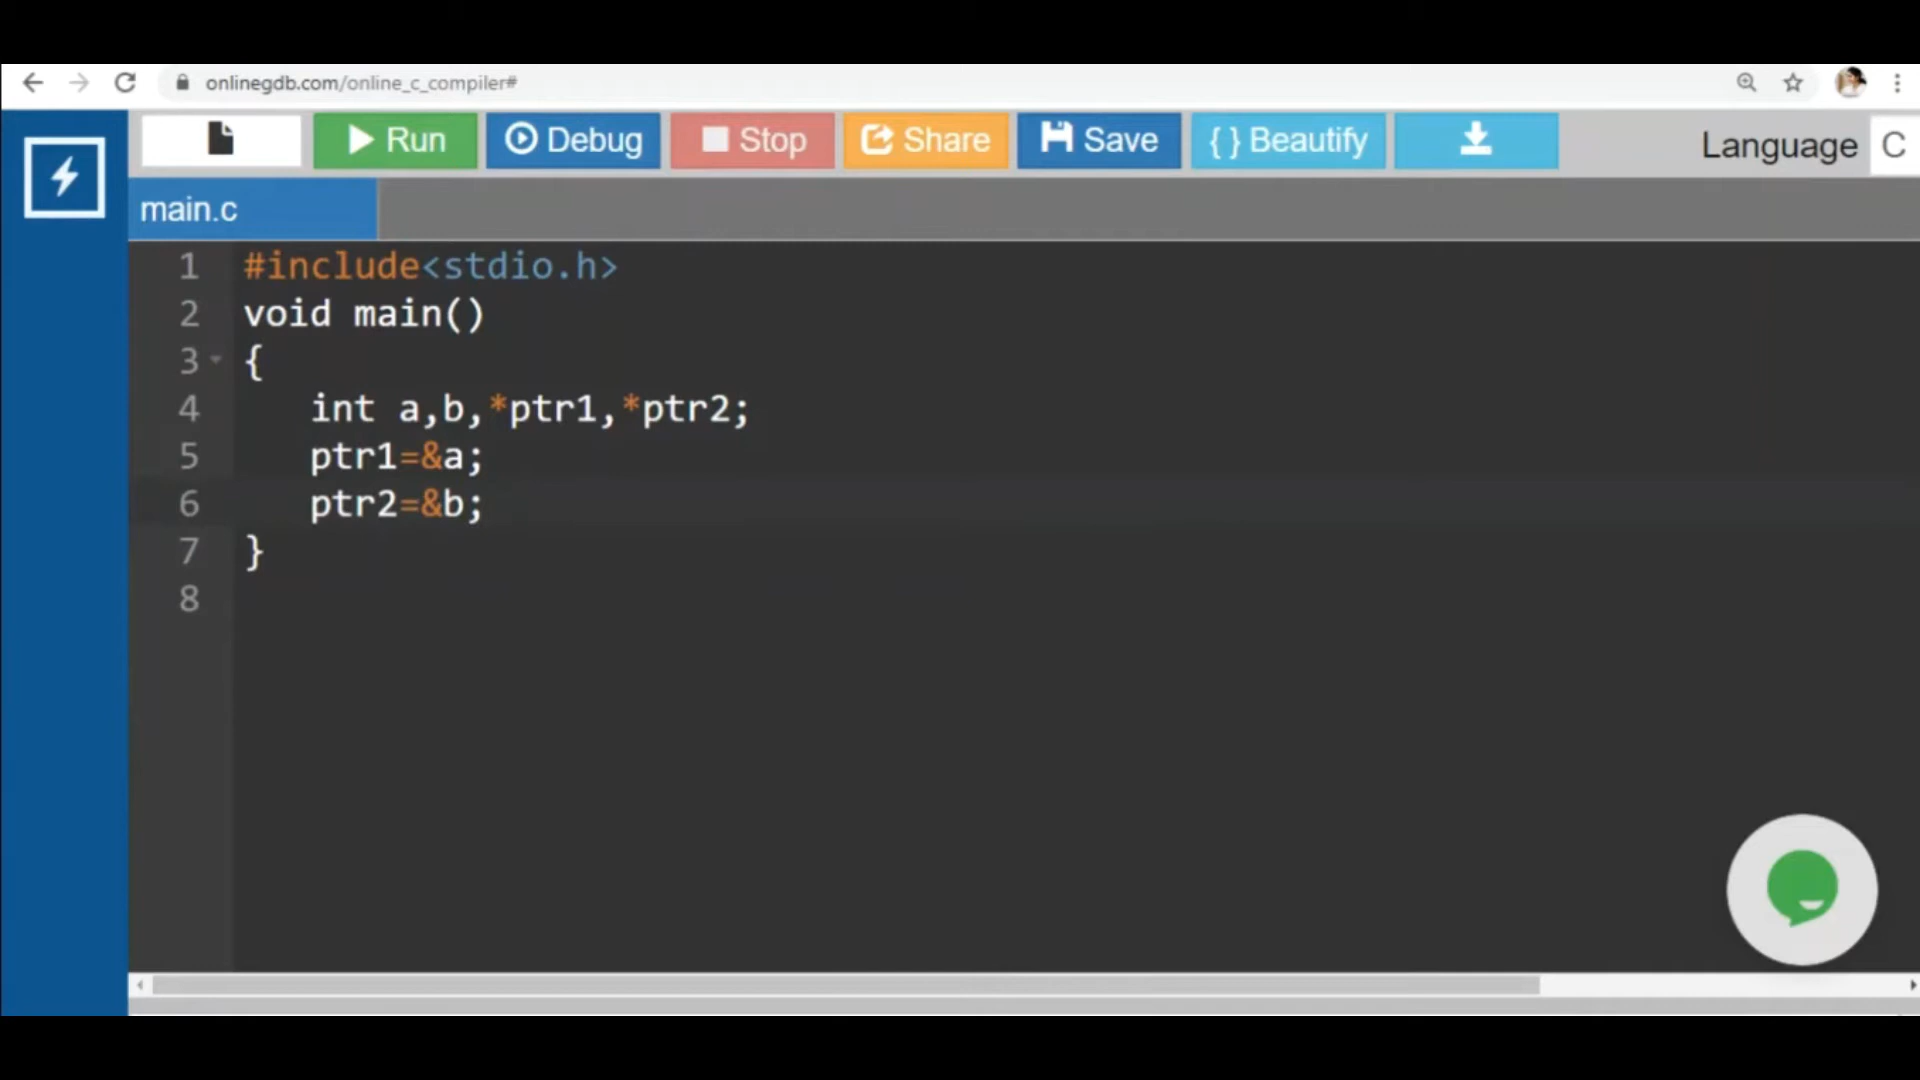 onlinegdb.com/online_c_compiler#
Run Debug Stop Share Save { } Beautify Language C
main.c
1 #include<stdio.h>
2 void main()
3 {
4 int a,b,*ptr1,*ptr2;
5 ptr1=&a;
6 ptr2=&b;
7 }
8